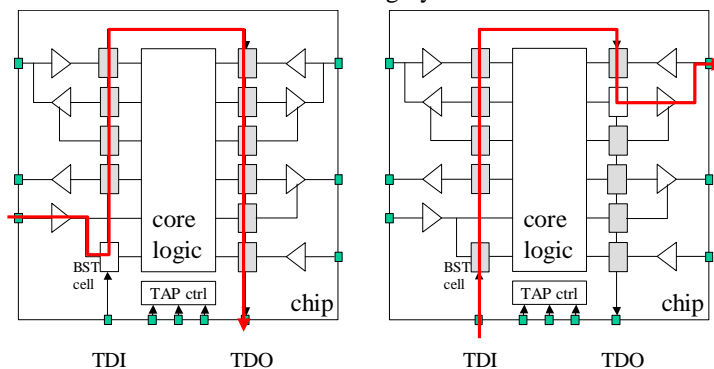 core
logic
BST
cell
TAP ctrl
chip
TDI
TDO
core
logic
BST
cell
TAP ctrl
chip
TDI
TDO